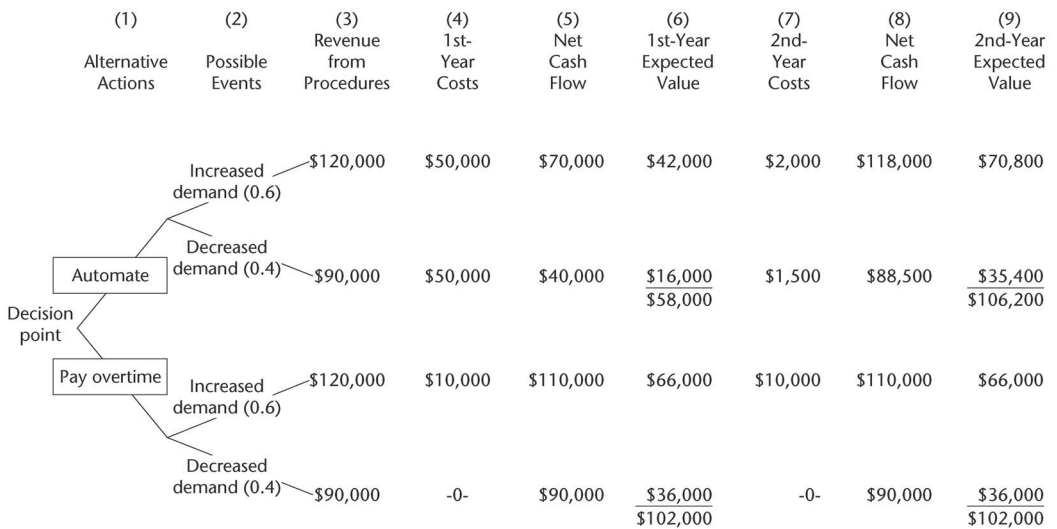 (1) (2) (3) (4) (5) (6) (7) (8) (9)
Revenue 1st- Net 1st-Year 2nd- Net 2nd-Year
Alternative Possible from Year Cash Expected Year Cash Expected
Actions Events Procedures Costs Flow Value Costs Flow Value
Increased $120,000 $50,000 $70,000 $42,000 $2,000 $118,000 $70,800
demand (0.6)
Decreased
Automate demand (0.4) $90,000 $50,000 $40,000 $16,000 $1,500 $88,500 $35,400
$58,000 $106,200
Decision
point
Pay overtime Increased $120,000 $10,000 $110,000 $66,000 $10,000 $110,000 $66,000
demand (0.6)
Decreased
demand (0.4) $90,000 -0- $90,000 $36,000 -0- $90,000 $36,000
$102,000 $102,000